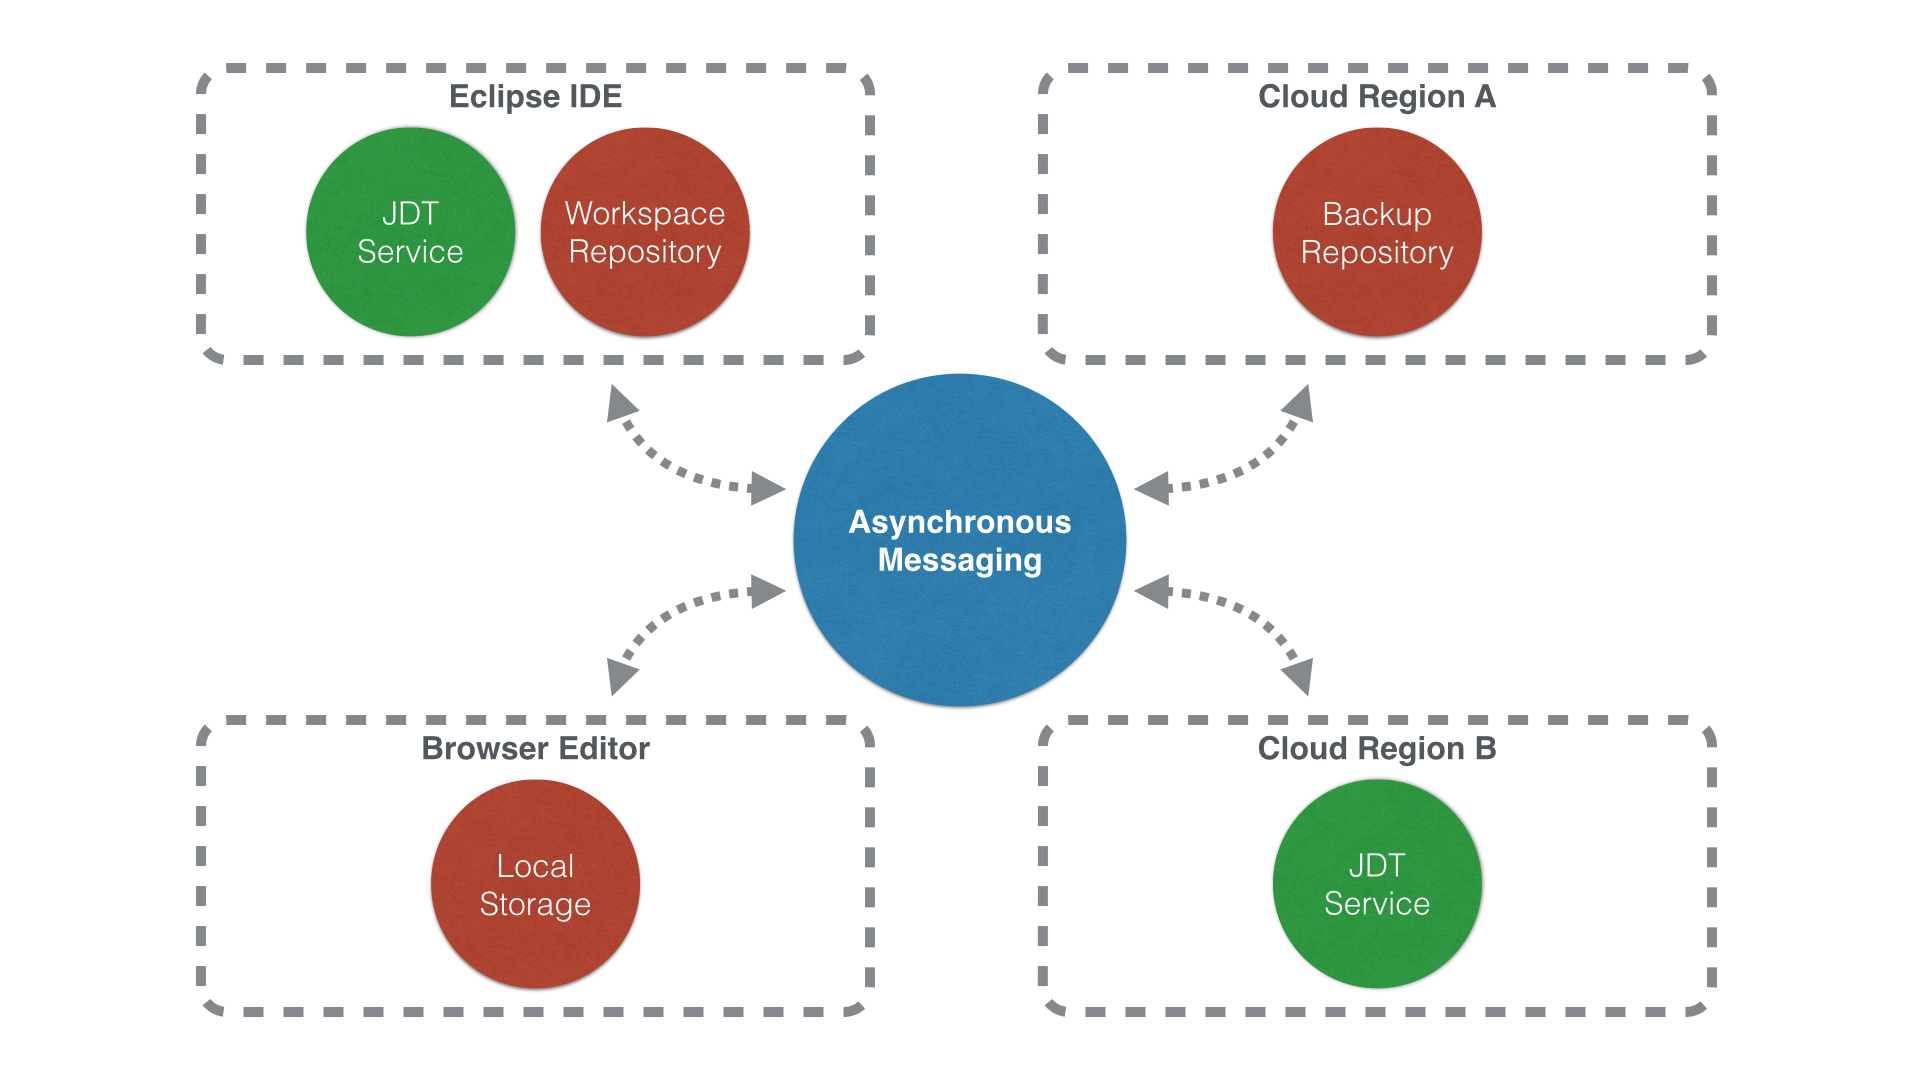 Eclipse IDE
JDT
Service
Workspace
Repository
Cloud Region A
Backup
Repository
Asynchronous
Messaging
Browser Editor
Local
Storage
Cloud Region B
JDT
Service